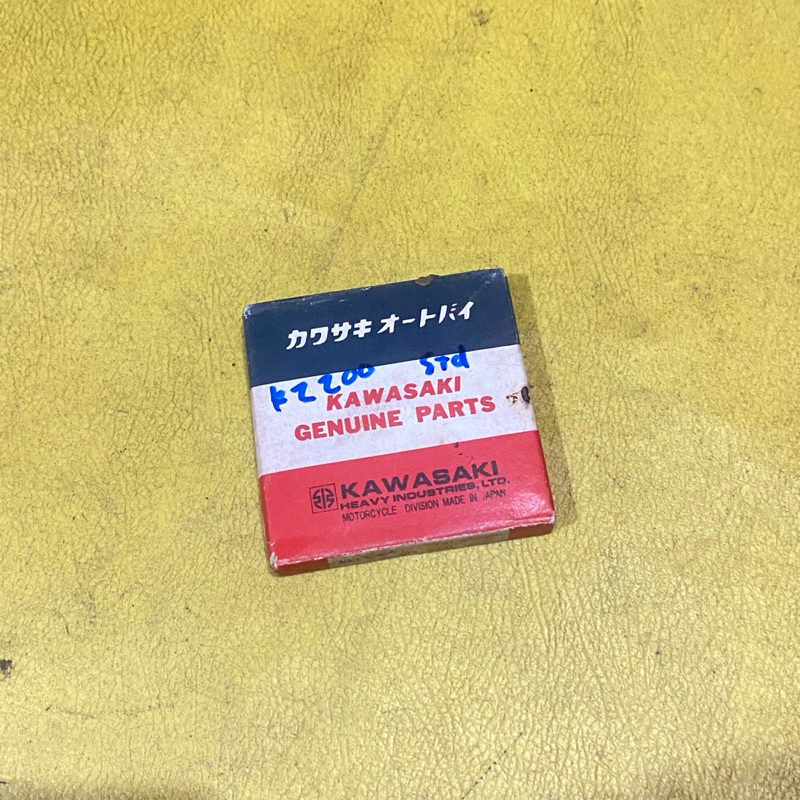 カワサキ オートバイ
KZ200 Std
KAWASAKI
GENUINE PARTS
KAWASAKI
HEAVY INDUSTRIES, LTD.
MOTORCYCLE DIVISION MADE IN JAPAN